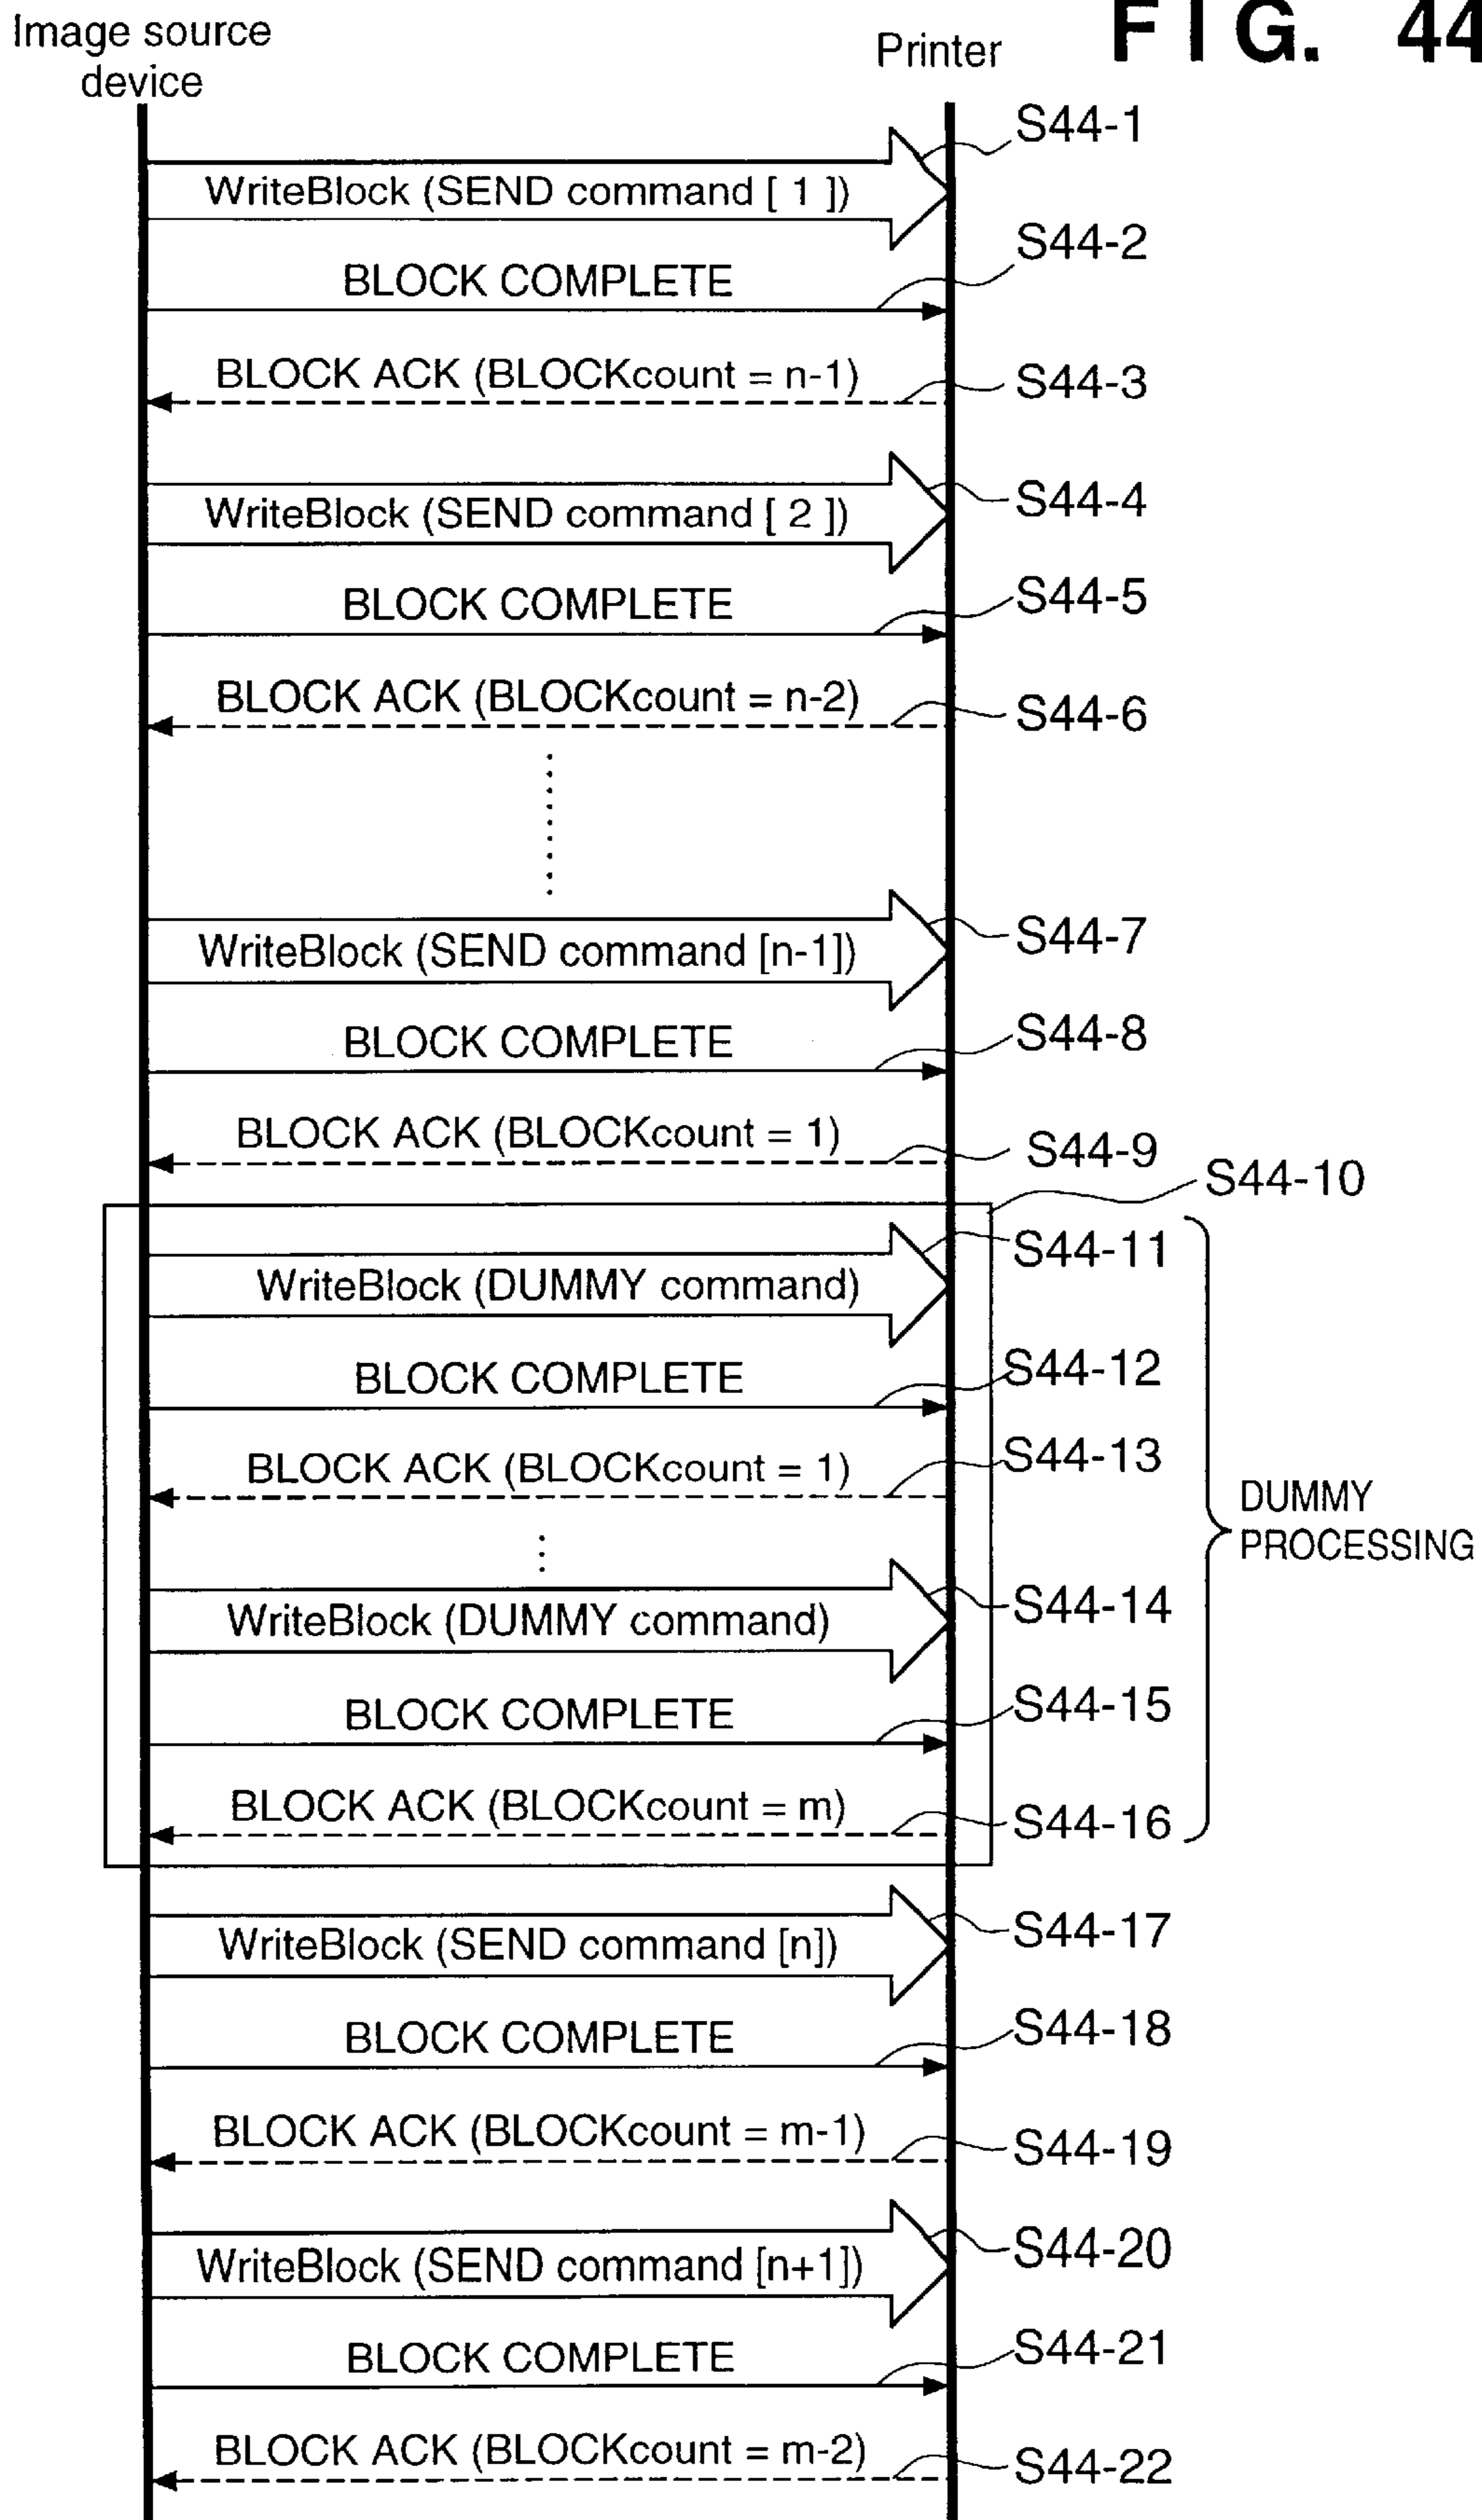 Image source
device
Printer
FIG. 44
S44-1
WriteBlock (SEND command [ 1 ])
S44-2
BLOCK COMPLETE
BLOCK ACK (BLOCKcount = n-1)
S44-3
WriteBlock (SEND command [ 2 ])
S44-4
BLOCK COMPLETE
S44-5
BLOCK ACK (BLOCKcount = n-2)
S44-6
WriteBlock (SEND command [n-1])
S44-7
BLOCK COMPLETE
S44-8
BLOCK ACK (BLOCKcount = 1)
S44-9
S44-10
S44-11
WriteBlock (DUMMY command)
BLOCK COMPLETE
S44-12
BLOCK ACK (BLOCKcount = 1)
S44-13
DUMMY
PROCESSING
WriteBlock (DUMMY command)
S44-14
BLOCK COMPLETE
S44-15
BLOCK ACK (BLOCKcount = m)
S44-16
WriteBlock (SEND command [n])
S44-17
BLOCK COMPLETE
S44-18
BLOCK ACK (BLOCKcount = m-1)
S44-19
WriteBlock (SEND command [n+1])
S44-20
BLOCK COMPLETE
S44-21
BLOCK ACK (BLOCKcount = m-2)
S44-22